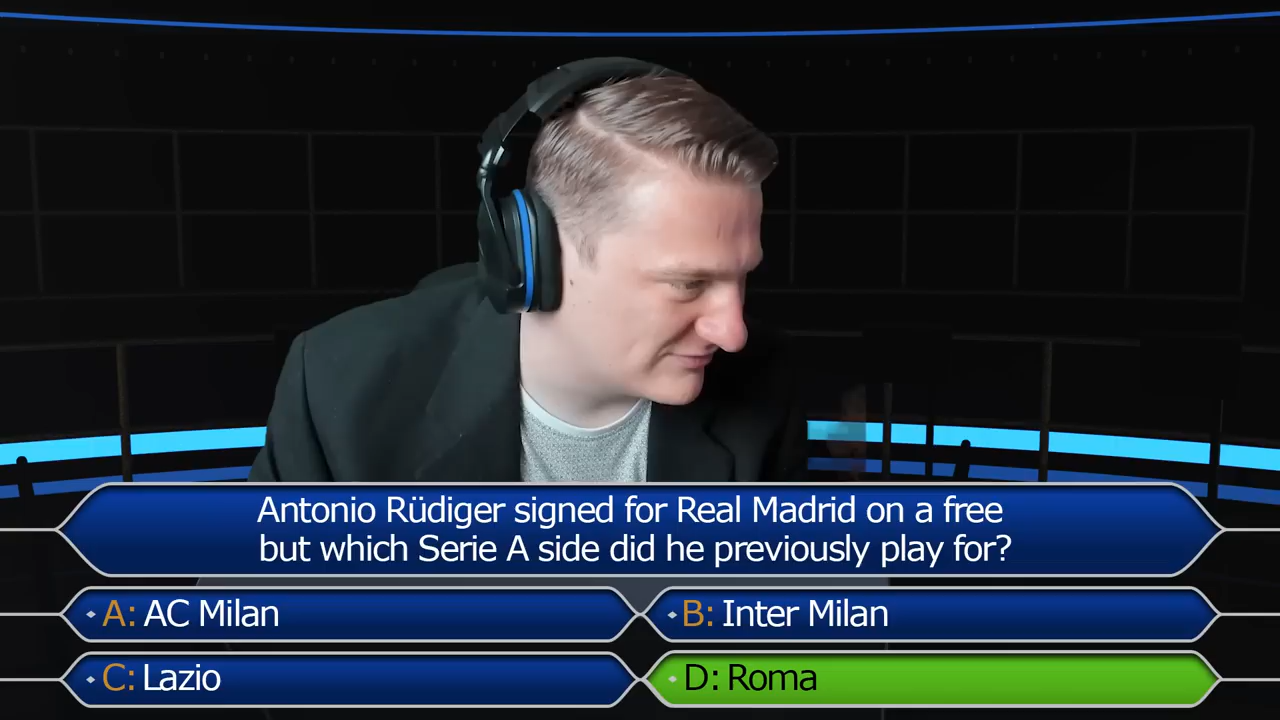 Antonio Rüdiger signed for Real Madrid on a free
but which Serie A side did he previously play for?
A: AC Milan
B: Inter Milan
C: Lazio
D: Roma